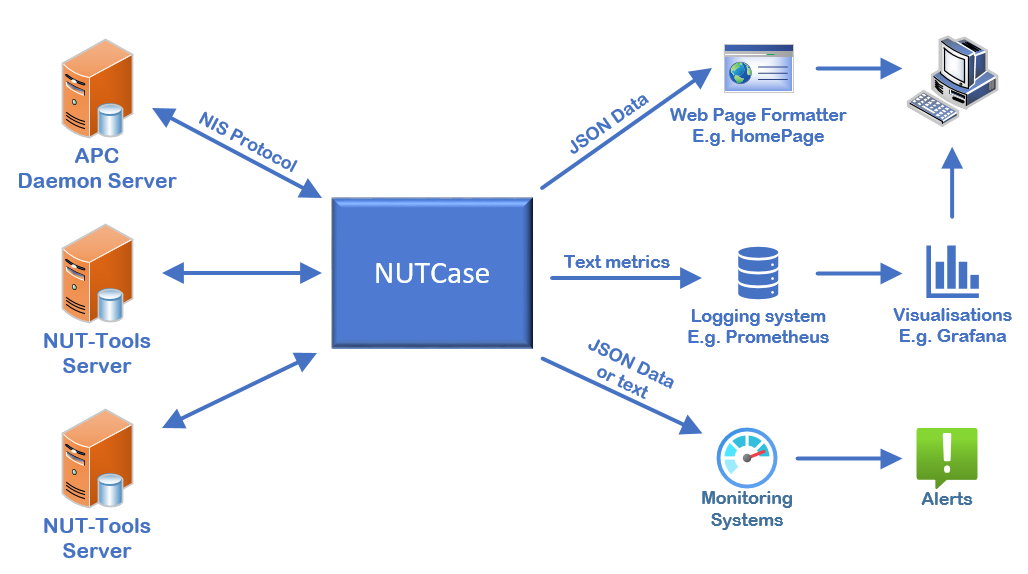 APC
Daemon Server
NIS Protocol
NUT-Tools
Server
NUT-Tools
Server
NUTCase
JSON Data
Web Page Formatter
E.g. HomePage
Text metrics
Logging system
E.g. Prometheus
Visualisations
E.g. Grafana
JSON Data
or text
Monitoring
Systems
Alerts